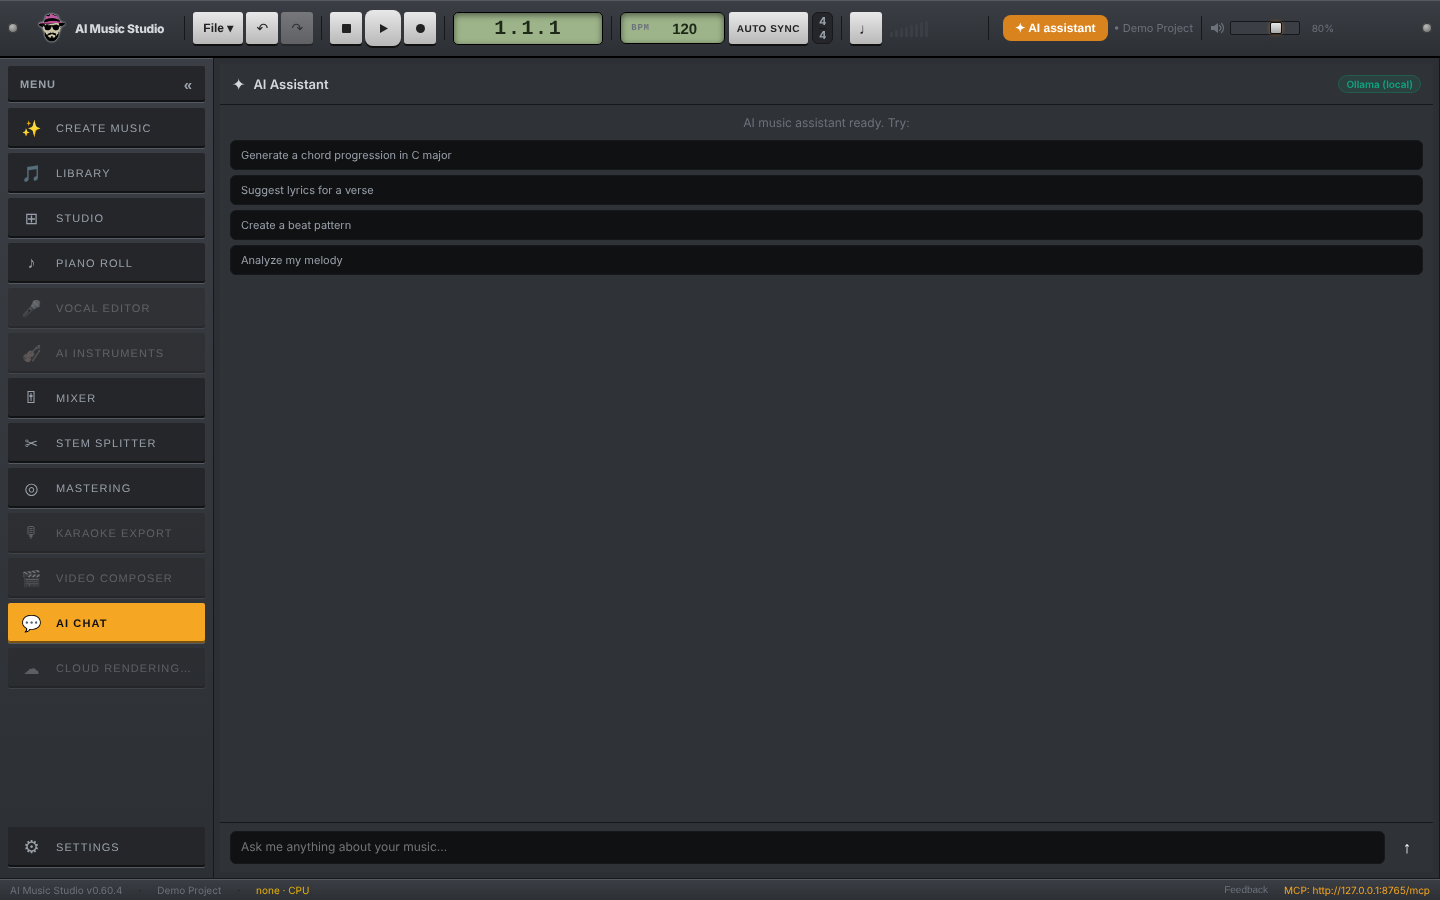 AI Music Studio
File ▾
1.1.1
BPM 120
AUTO SYNC
4
4
✦ AI assistant
• Demo Project
80%
MENU «
CREATE MUSIC
LIBRARY
STUDIO
PIANO ROLL
VOCAL EDITOR
AI INSTRUMENTS
MIXER
STEM SPLITTER
MASTERING
KARAOKE EXPORT
VIDEO COMPOSER
AI CHAT
CLOUD RENDERING...
SETTINGS
✦ AI Assistant
Ollama (local)
AI music assistant ready. Try:
Generate a chord progression in C major
Suggest lyrics for a verse
Create a beat pattern
Analyze my melody
Ask me anything about your music...
↑
AI Music Studio v0.60.4 · Demo Project · none · CPU
Feedback MCP: http://127.0.0.1:8765/mcp